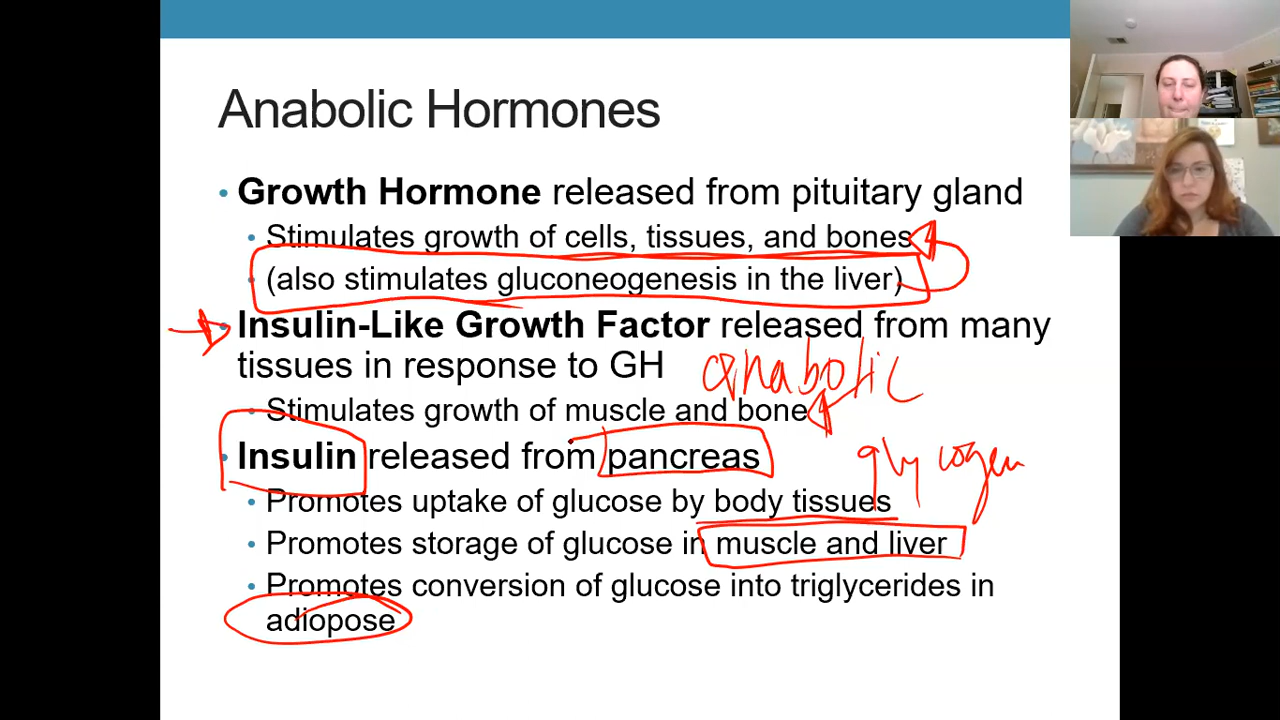 Anabolic Hormones
• Growth Hormone released from pituitary gland
• Stimulates growth of cells, tissues, and bones
• (also stimulates gluconeogenesis in the liver)
• Insulin-Like Growth Factor released from many
tissues in response to GH
anabolic
• Stimulates growth of muscle and bone
• Insulin released from pancreas
glycogen
• Promotes uptake of glucose by body tissues
• Promotes storage of glucose in muscle and liver
• Promotes conversion of glucose into triglycerides in
adiopose